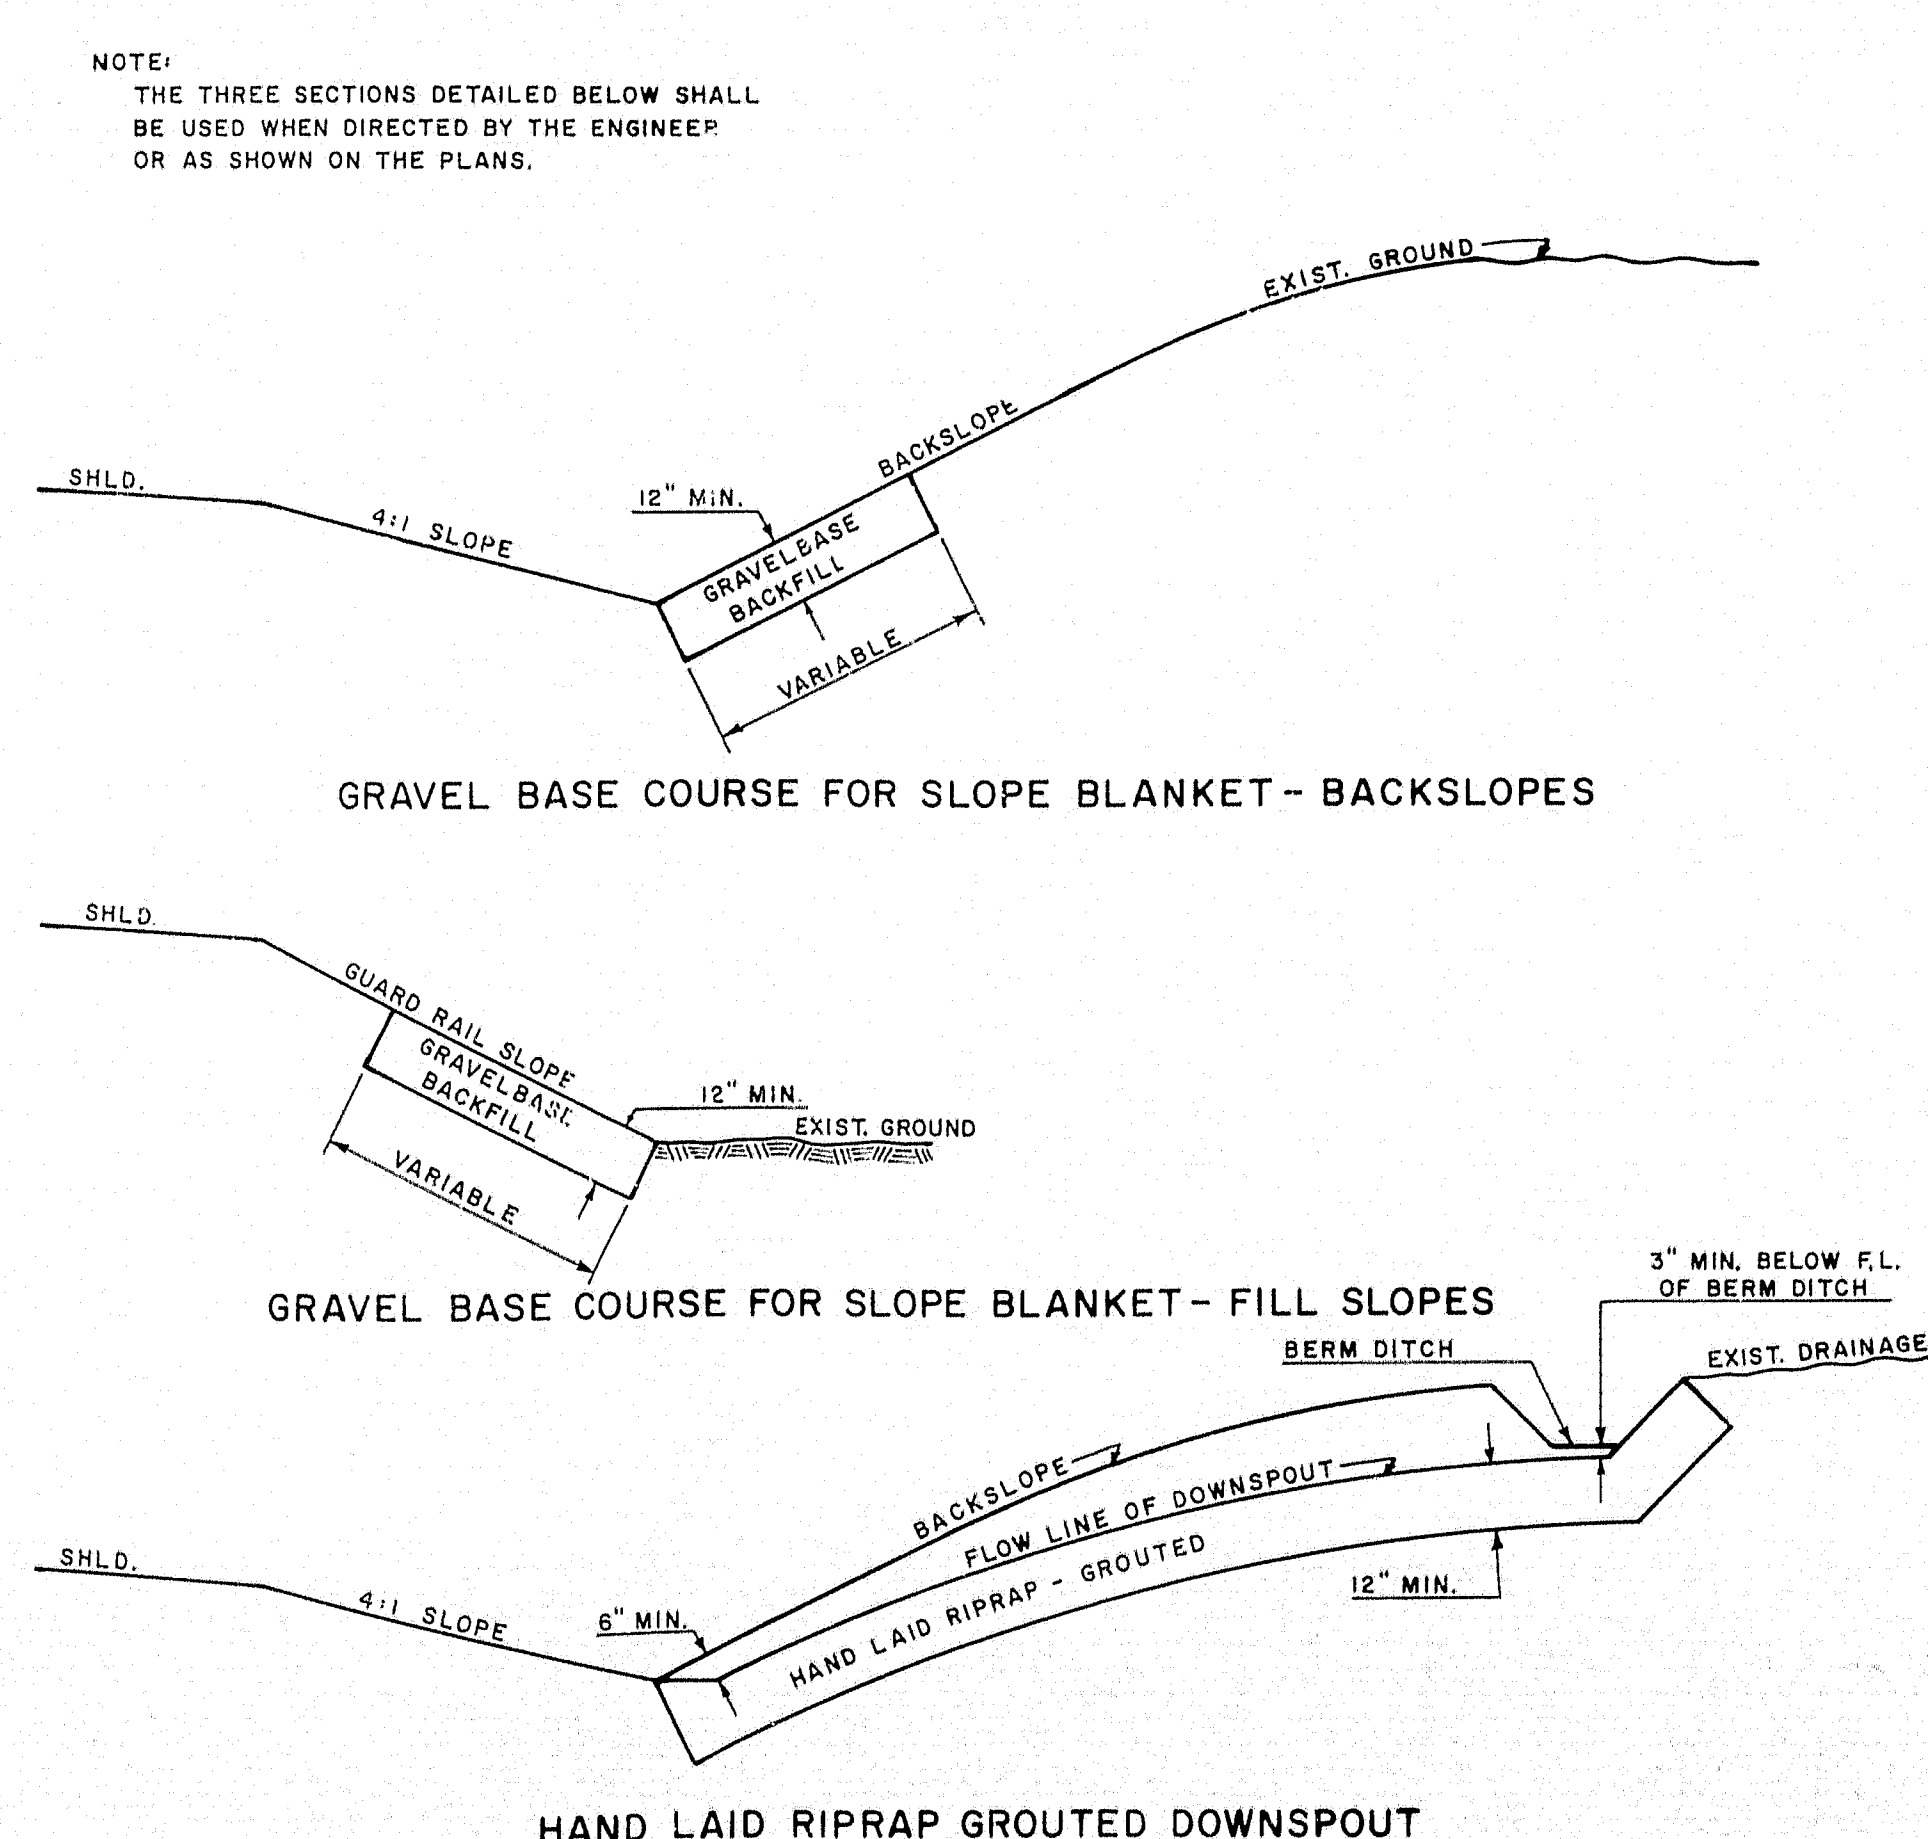 NOTE:
THE THREE SECTIONS DETAILED BELOW SHALL
BE USED WHEN DIRECTED BY THE ENGINEER
OR AS SHOWN ON THE PLANS.
EXIST. GROUND
BACKSLOPE
SHLD.
4:1 SLOPE
12" MIN.
GRAVEL BASE
BACKFILL
VARIABLE
GRAVEL BASE COURSE FOR SLOPE BLANKET - BACKSLOPES
SHLD.
GUARD RAIL SLOPE
GRAVEL BASE
BACKFILL
12" MIN.
EXIST. GROUND
VARIABLE
GRAVEL BASE COURSE FOR SLOPE BLANKET - FILL SLOPES
3" MIN. BELOW F.L.
OF BERM DITCH
BERM DITCH
EXIST. DRAINAGE
BACKSLOPE
FLOW LINE OF DOWNSPOUT
HAND LAID RIPRAP - GROUTED
SHLD.
4:1 SLOPE
6" MIN.
12" MIN.
HAND LAID RIPRAP GROUTED DOWNSPOUT